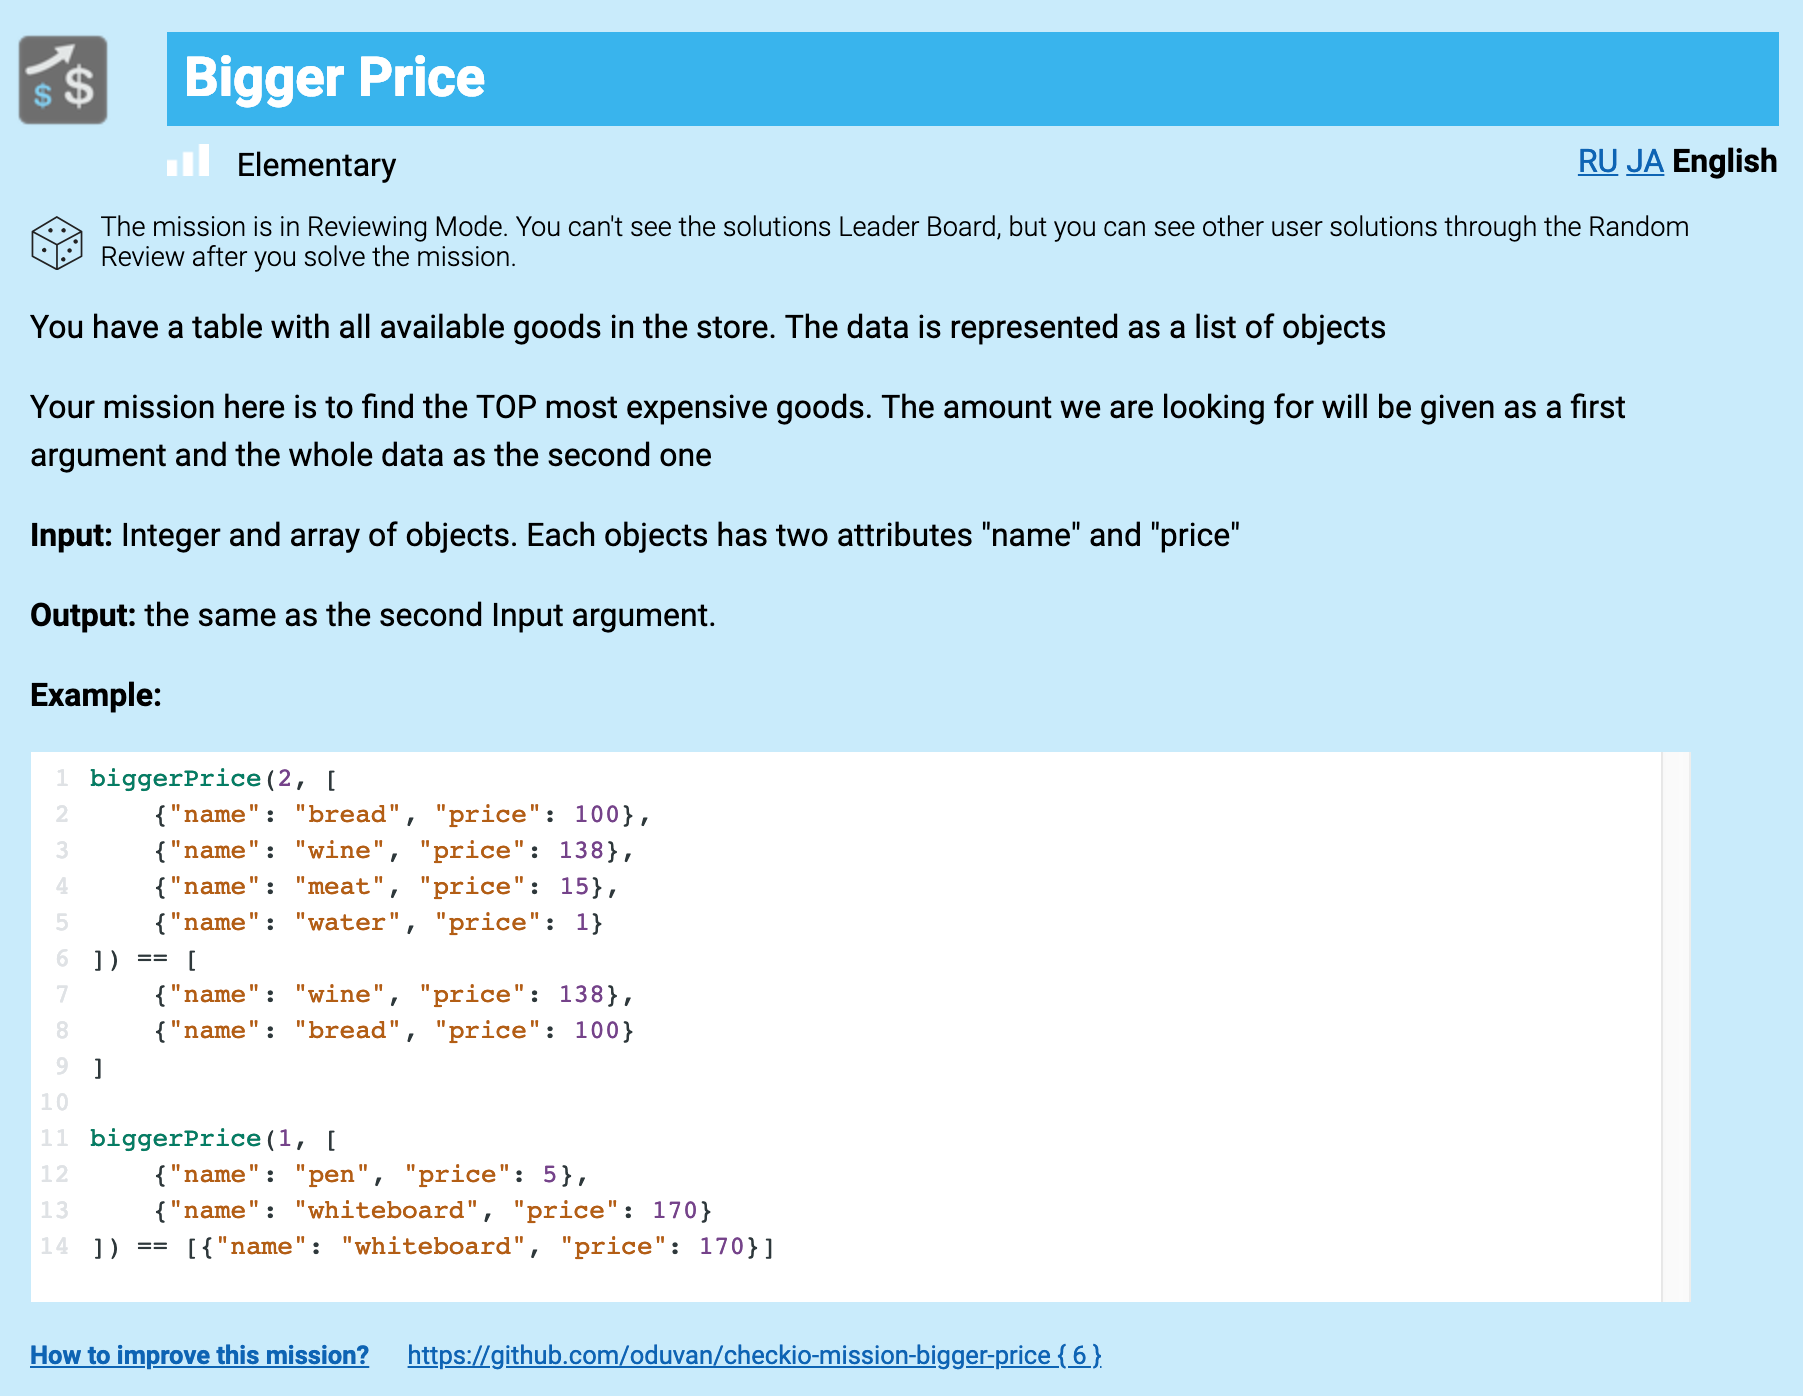 $ $
Bigger Price
Elementary
RU JA English
The mission is in Reviewing Mode. You can't see the solutions Leader Board, but you can see other user solutions through the Random
Review after you solve the mission.
You have a table with all available goods in the store. The data is represented as a list of objects
Your mission here is to find the TOP most expensive goods. The amount we are looking for will be given as a first
argument and the whole data as the second one
Input: Integer and array of objects. Each objects has two attributes "name" and "price"
Output: the same as the second Input argument.
Example:
1 biggerPrice(2, [
2     {"name": "bread", "price": 100},
3     {"name": "wine", "price": 138},
4     {"name": "meat", "price": 15},
5     {"name": "water", "price": 1}
6 ]) == [
7     {"name": "wine", "price": 138},
8     {"name": "bread", "price": 100}
9 ]
10
11 biggerPrice(1, [
12     {"name": "pen", "price": 5},
13     {"name": "whiteboard", "price": 170}
14 ]) == [{"name": "whiteboard", "price": 170}]
How to improve this mission? https://github.com/oduvan/checkio-mission-bigger-price { 6 }